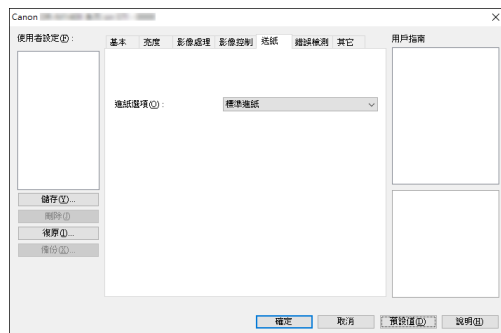 Canon
使用者設定(F):
基本 亮度 影像處理 影像控制 送紙 錯誤檢測 其它
用戶指南
進紙選項(O):
標準進紙
儲存(Y)...
刪除(J)
復原(L)...
備份(X)...
確定 取消 預設值(D) 說明(H)